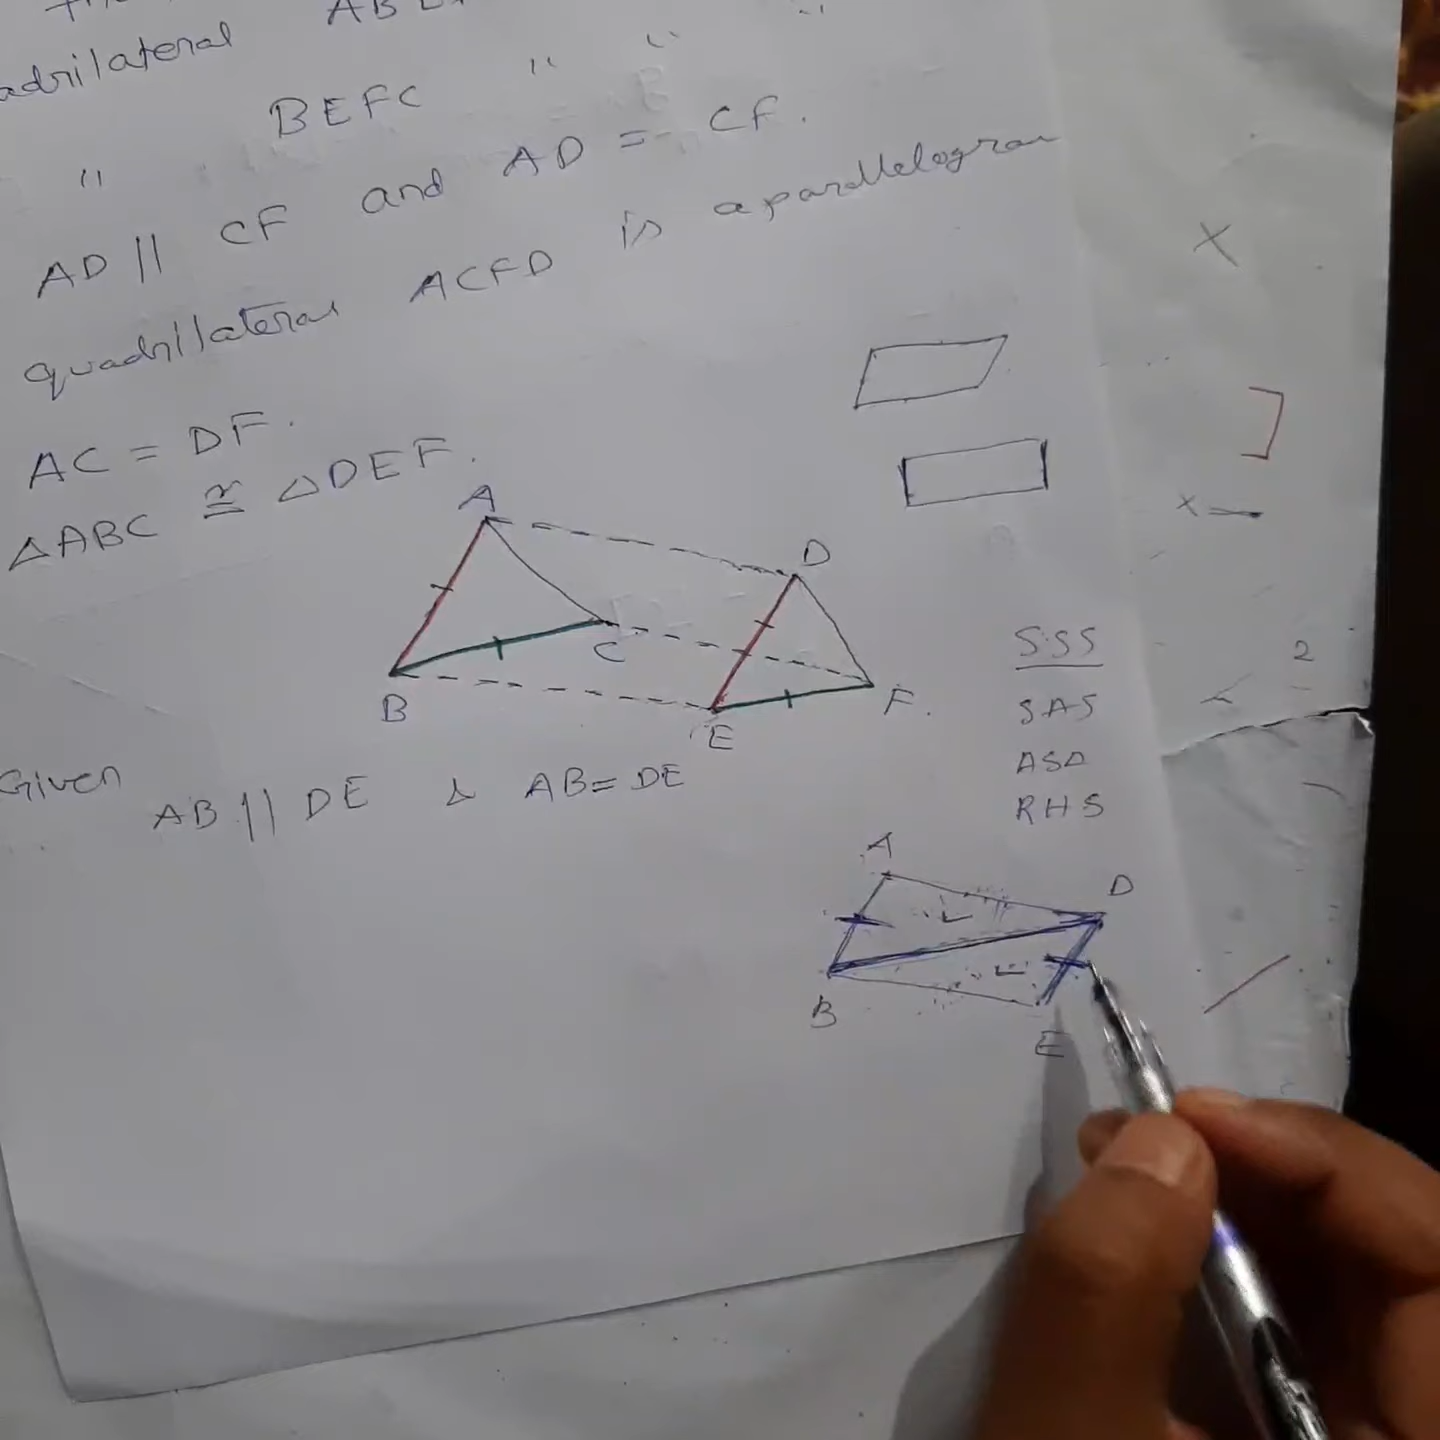 quadrilateral
" BEFC " "
AD || CF and AD = CF.
quadrilateral ACFD is a parallelogram
AC = DF.
△ABC ≅ △DEF.
A
D
C
B
E
F.
SSS
SAS
ASA
RHS
2
Given AB || DE & AB = DE
A
D
B
E